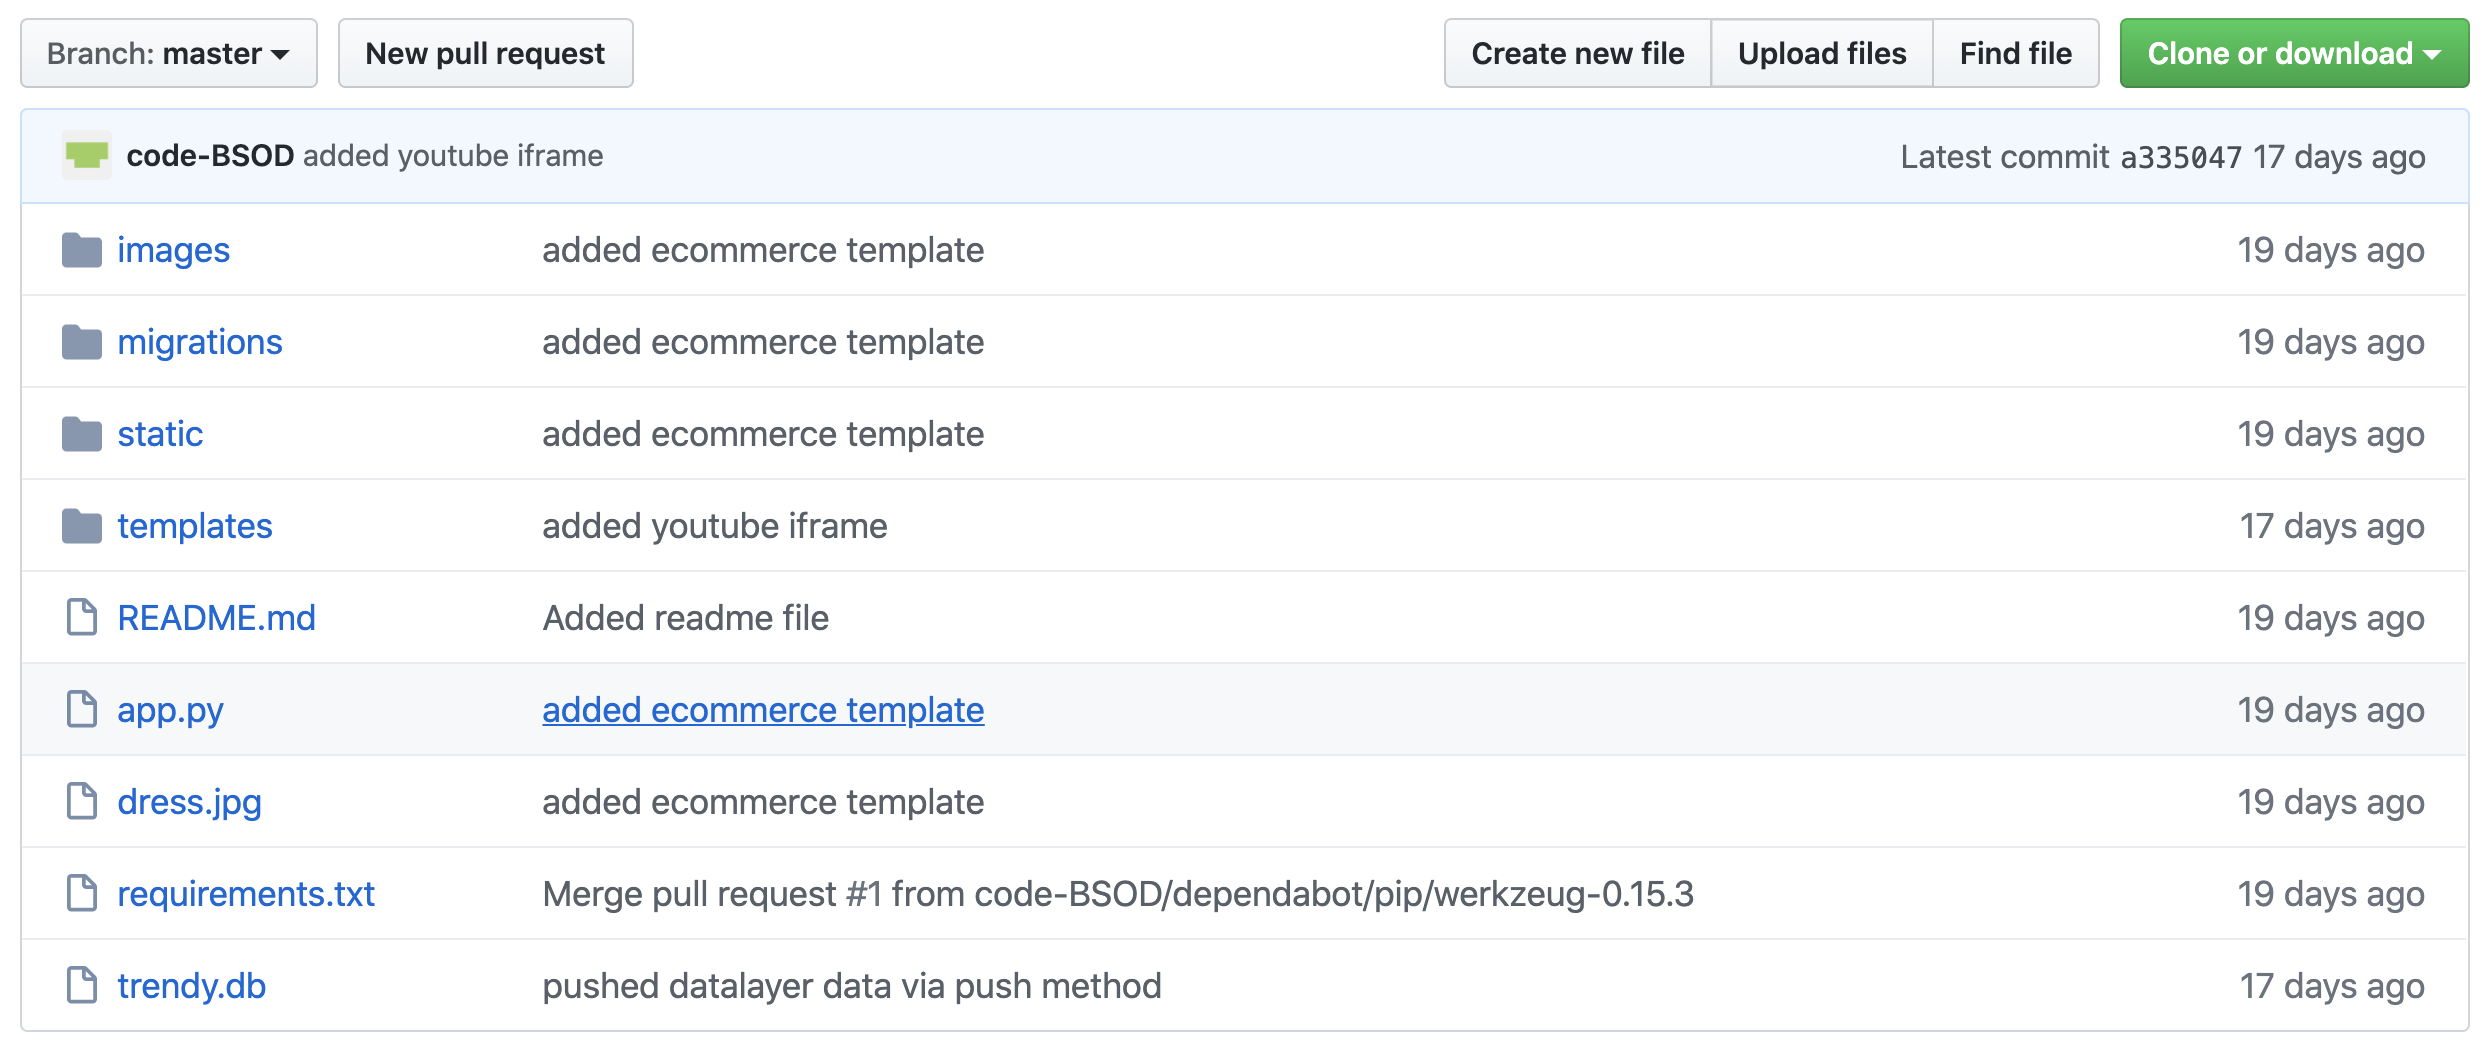 Branch: master New pull request Create new file Upload files Find file Clone or download
code-BSOD added youtube iframe Latest commit a335047 17 days ago
images added ecommerce template 19 days ago
migrations added ecommerce template 19 days ago
static added ecommerce template 19 days ago
templates added youtube iframe 17 days ago
README.md Added readme file 19 days ago
app.py added ecommerce template 19 days ago
dress.jpg added ecommerce template 19 days ago
requirements.txt Merge pull request #1 from code-BSOD/dependabot/pip/werkzeug-0.15.3 19 days ago
trendy.db pushed datalayer data via push method 17 days ago